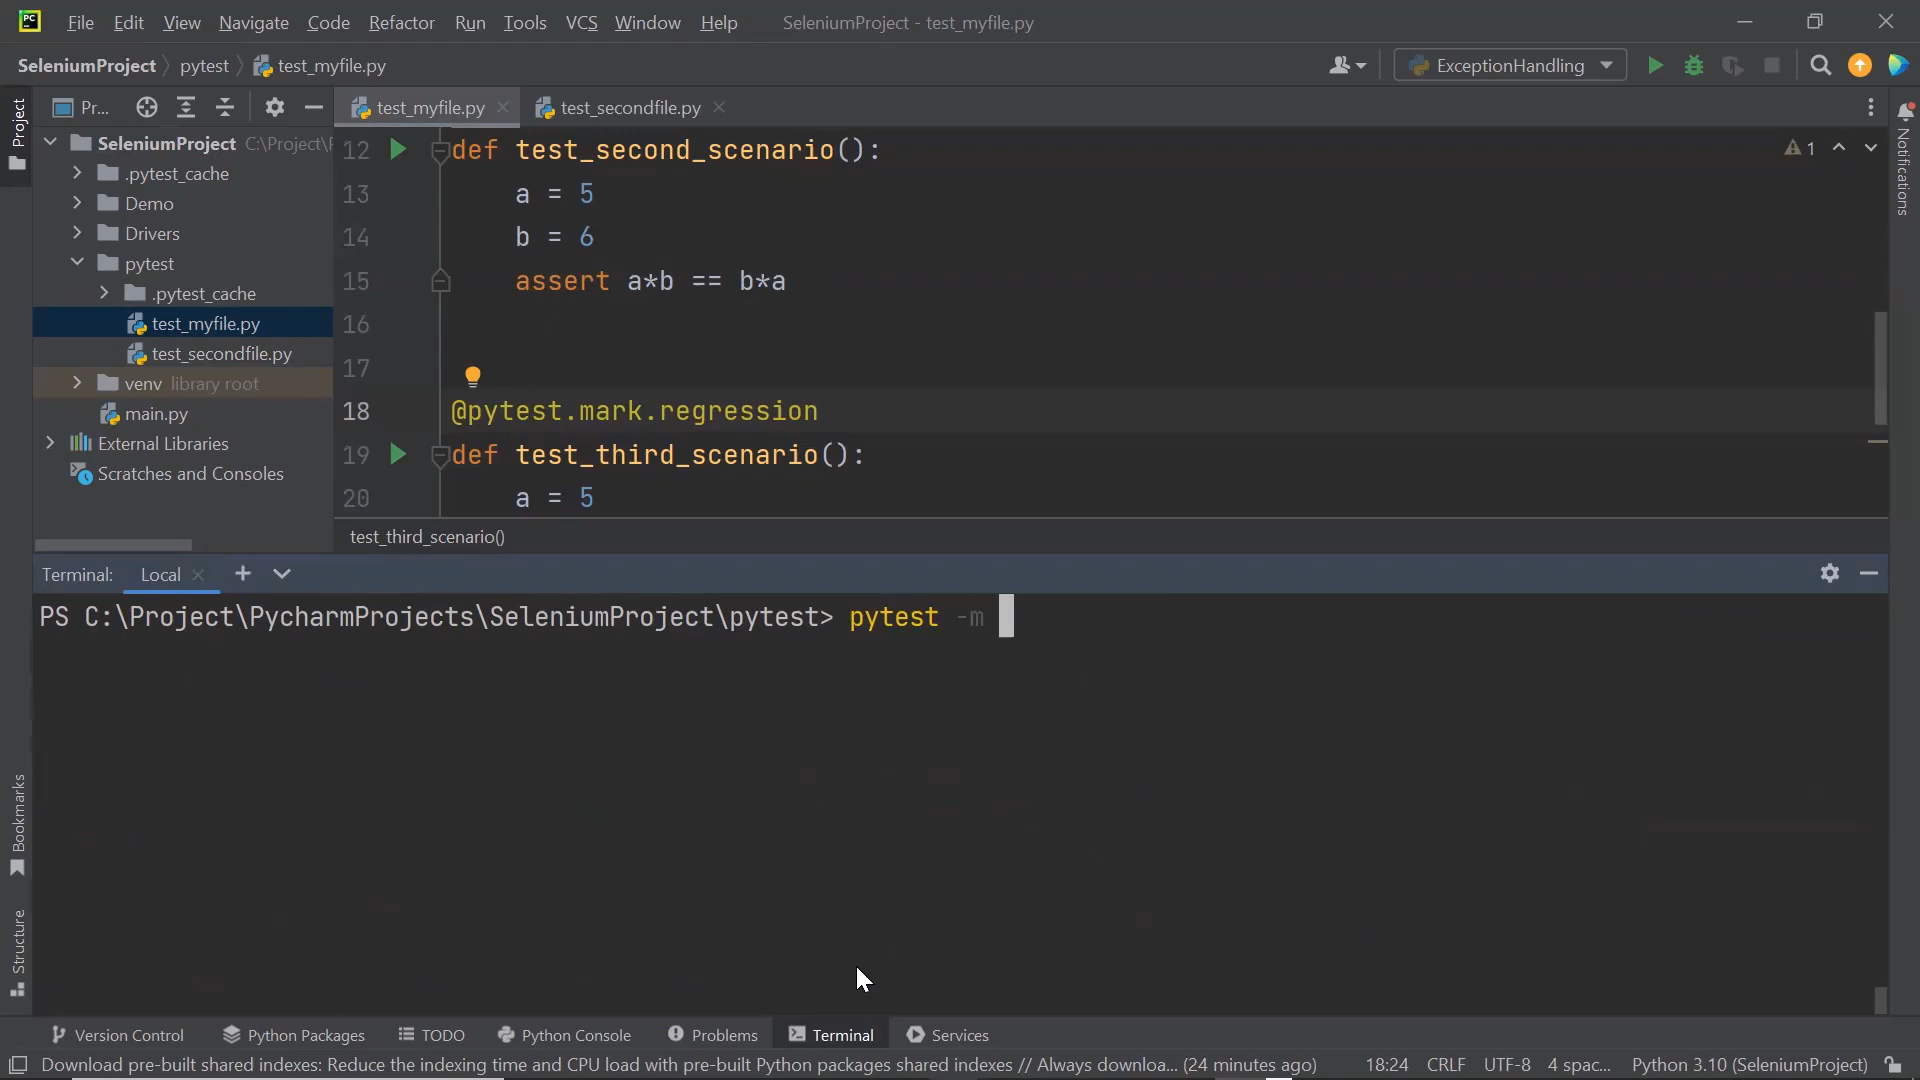 PC File Edit View Navigate Code Refactor Run Tools VCS Window Help SeleniumProject - test_myfile.py
SeleniumProject pytest test_myfile.py ExceptionHandling
Project Pr... test_myfile.py test_secondfile.py
SeleniumProject C:\Project\
.pytest_cache
Demo
Drivers
pytest
.pytest_cache
test_myfile.py
test_secondfile.py
venv library root
main.py
External Libraries
Scratches and Consoles
12 def test_second_scenario(): 1
13 a = 5
14 b = 6
15 assert a*b == b*a
16
17
18 @pytest.mark.regression
19 def test_third_scenario():
20 a = 5
test_third_scenario()
Notifications
Terminal: Local
PS C:\Project\PycharmProjects\SeleniumProject\pytest> pytest -m
Bookmarks
Structure
Version Control Python Packages TODO Python Console Problems Terminal Services
Download pre-built shared indexes: Reduce the indexing time and CPU load with pre-built Python packages shared indexes // Always downloa... (24 minutes ago) 18:24 CRLF UTF-8 4 spac... Python 3.10 (SeleniumProject)